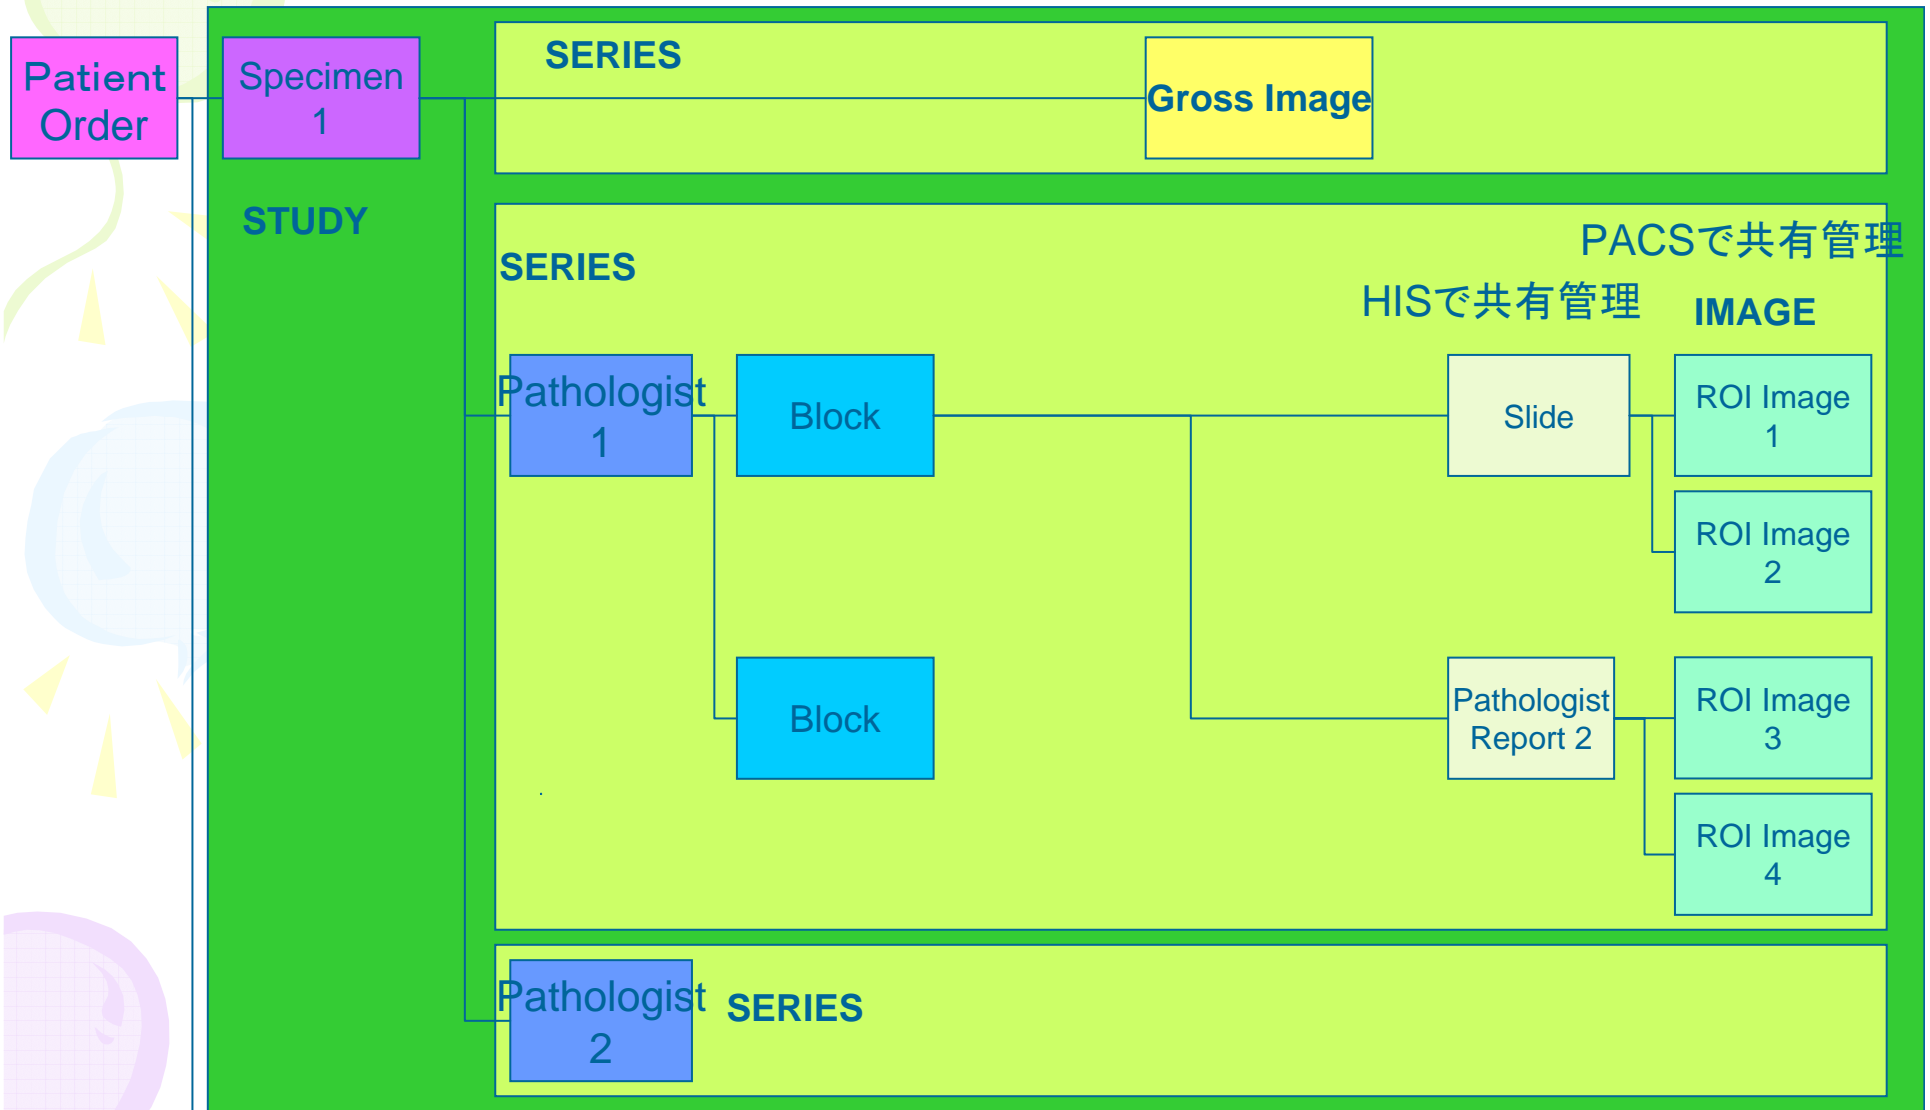 Patient
Order
Specimen
1
SERIES
Gross Image
STUDY
SERIES
PACSで共有管理
HISで共有管理
IMAGE
Pathologist
1
Block
Slide
ROI Image
1
ROI Image
2
Block
Pathologist
Report 2
ROI Image
3
ROI Image
4
Pathologist
2
SERIES